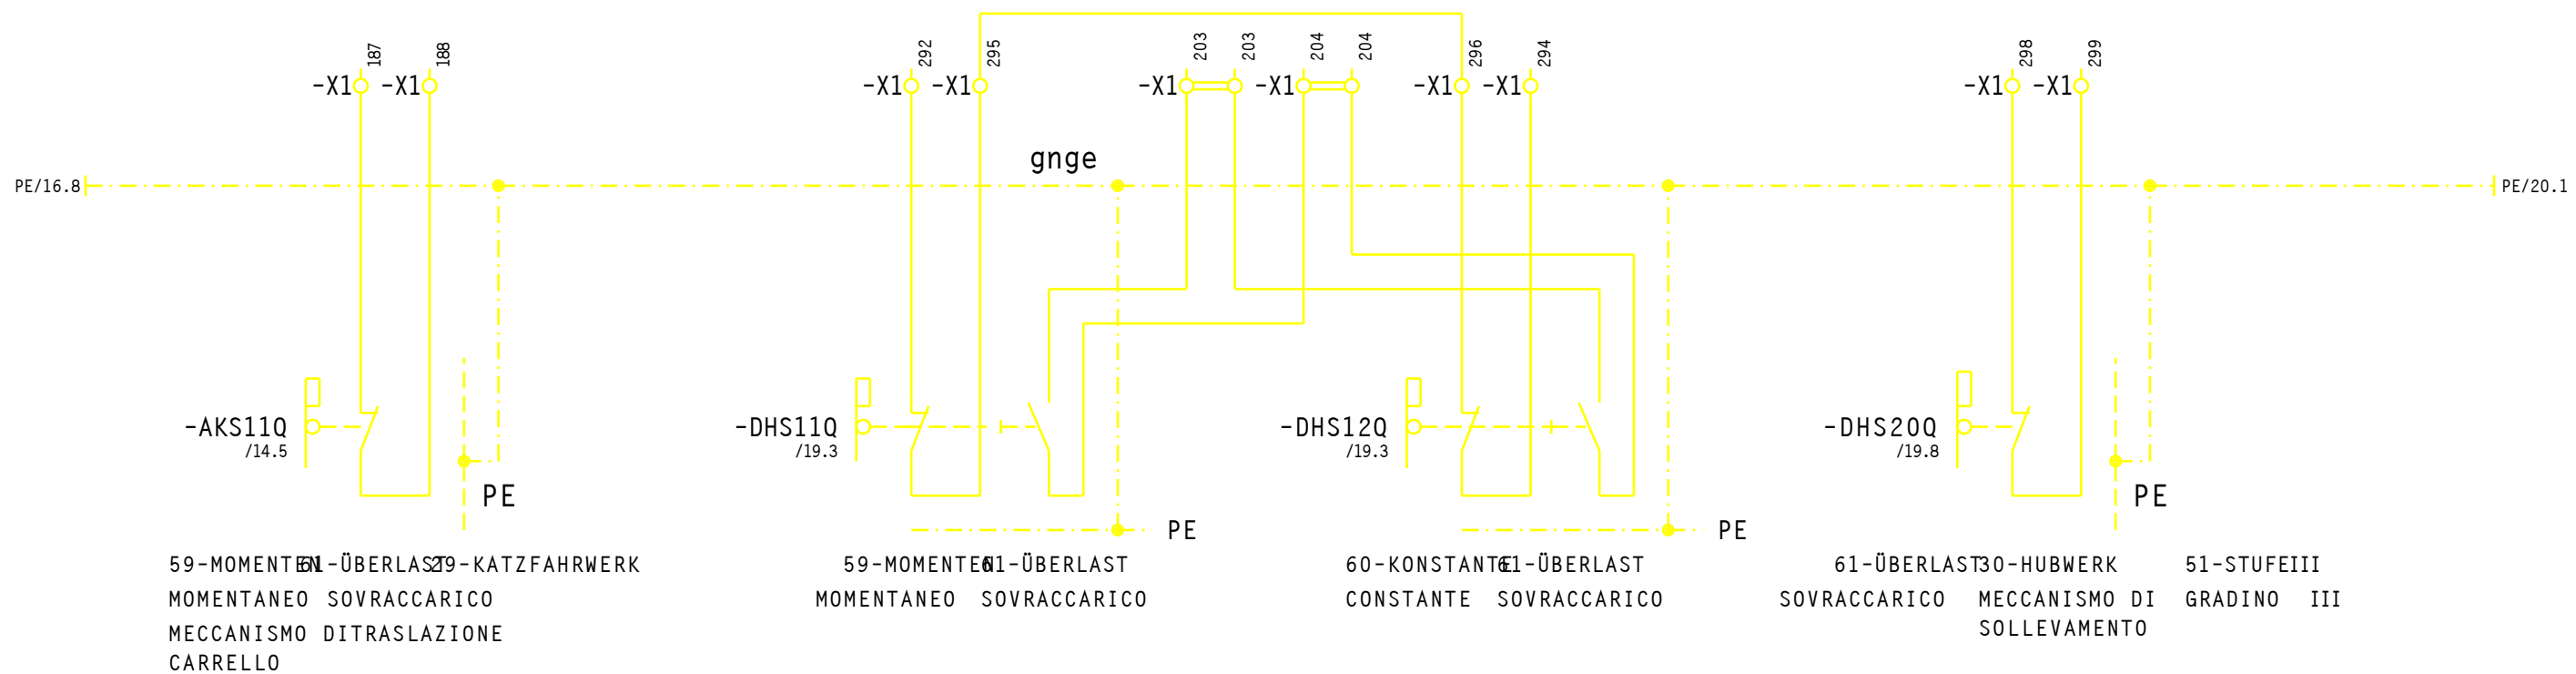 187 188 292 295 203 203 204 204 296 294 298 299
-X1 -X1 -X1 -X1 -X1 -X1 -X1 -X1 -X1 -X1
gnge
PE/16.8 PE/20.1
-AKS11Q -DHS11Q -DHS12Q -DHS20Q
/14.5 /19.3 /19.3 /19.8
PE PE
PE PE
59-MOMENTEN 61-ÜBERLAST 29-KATZFAHRWERK 59-MOMENTEN 61-ÜBERLAST 60-KONSTANTE 61-ÜBERLAST 61-ÜBERLAST 30-HUBWERK 51-STUFEIII
MOMENTANEO SOVRACCARICO MOMENTANEO SOVRACCARICO CONSTANTE SOVRACCARICO SOVRACCARICO MECCANISMO DI GRADINO III
MECCANISMO DITRASLAZIONE SOLLEVAMENTO
CARRELLO